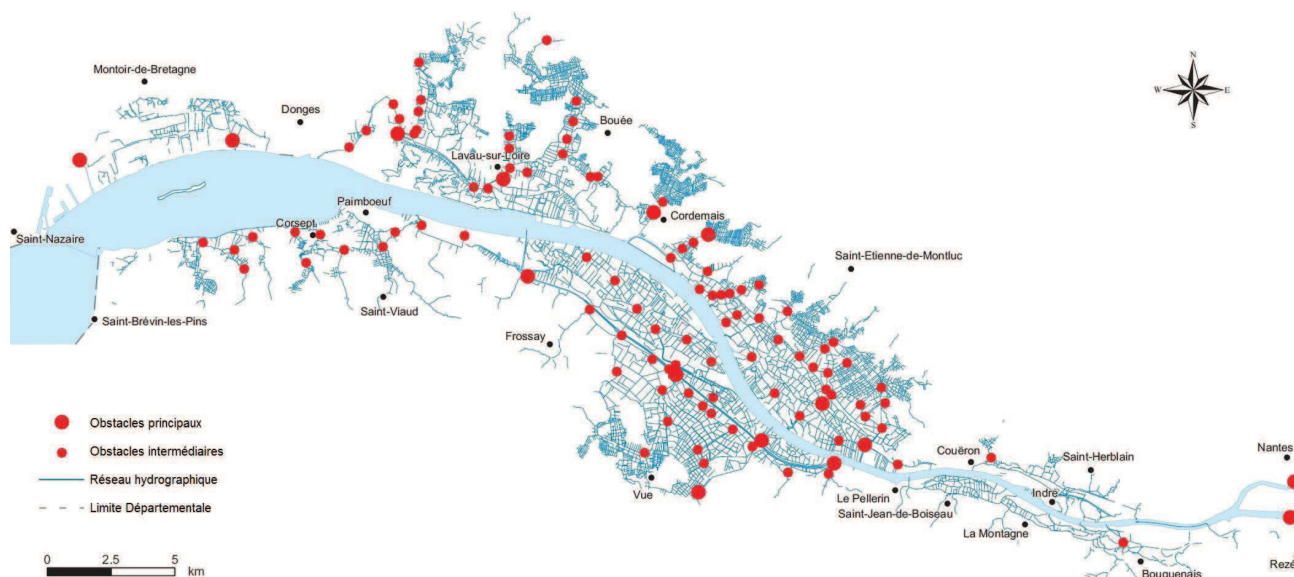 Montoir-de-Bretagne
Donges
Bouée
Lavau-sur-Loire
N
W
E
S
Paimboeuf
Corsept
Cordemais
Saint-Nazaire
Saint-Etienne-de-Montluc
Saint-Viaud
Saint-Brévin-les-Pins
Frossay
Obstacles principaux
Obstacles intermédiaires
Réseau hydrographique
Limite Départementale
Couëron
Saint-Herblain
Nantes
Vue
Le Pellerin
Indre
Saint-Jean-de-Boiseau
La Montagne
Bouguenais
Rezé
0 2.5 5
km